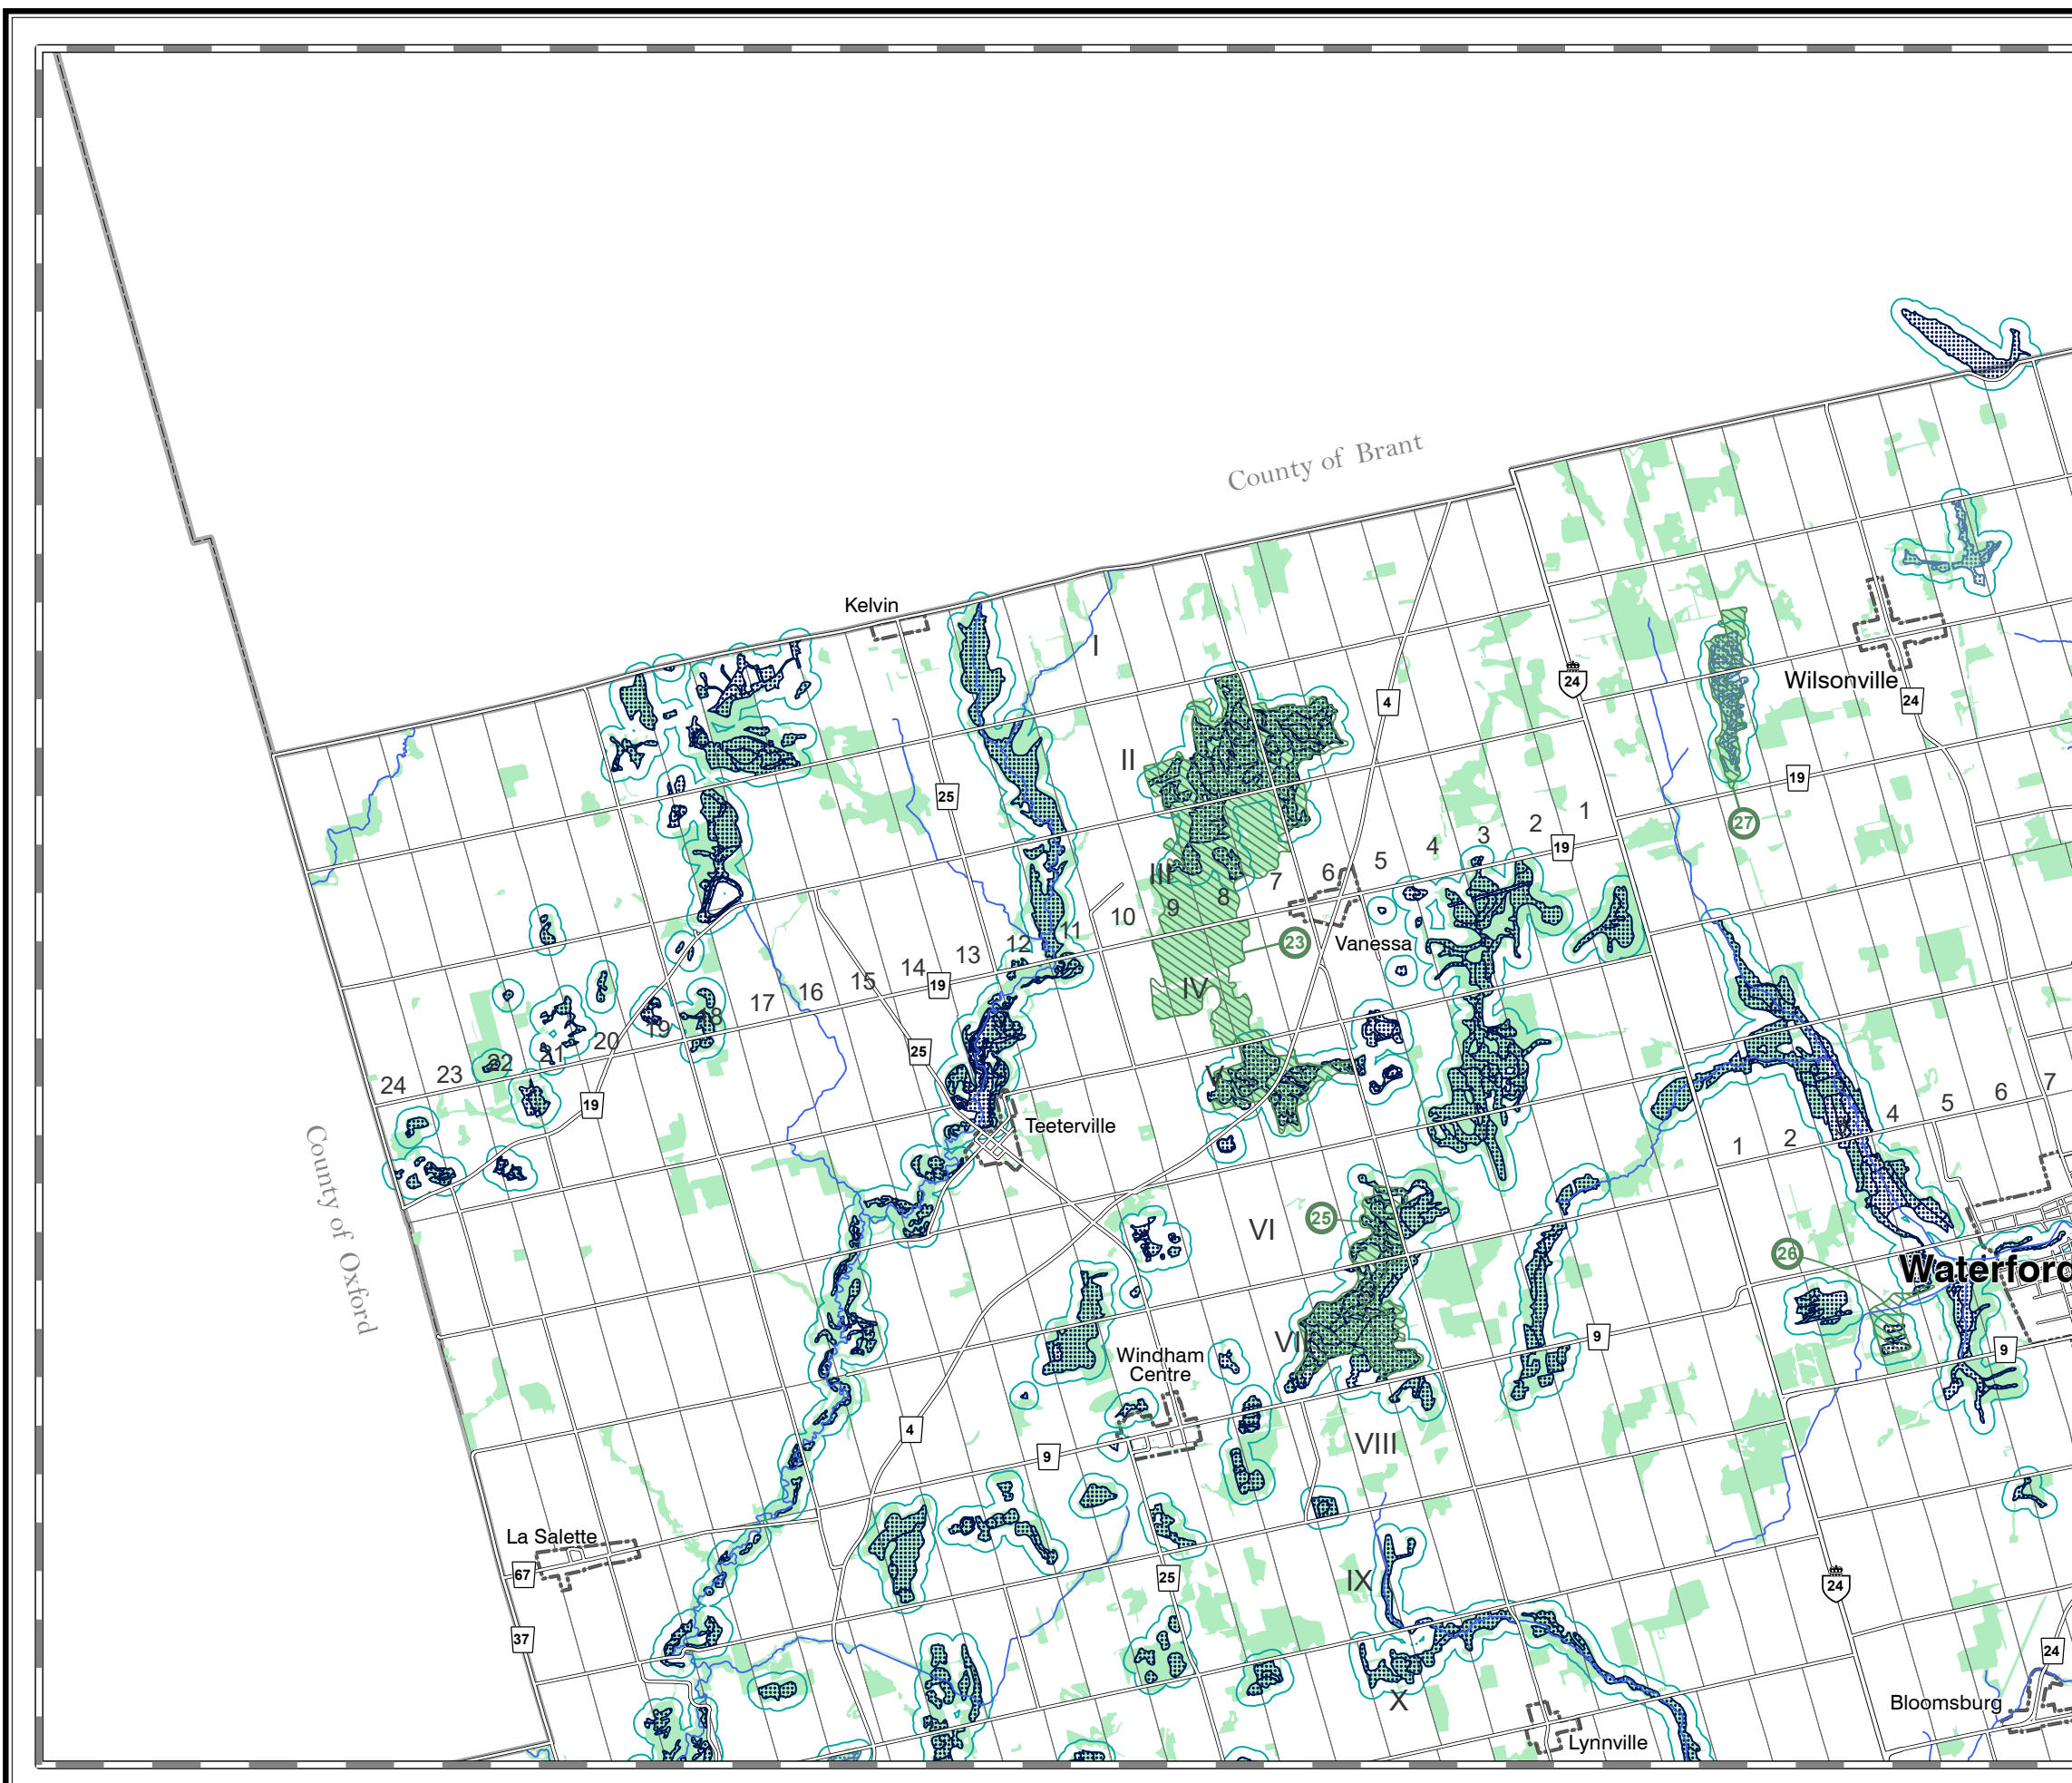 County of Brant
Kelvin
I
24
4
Wilsonville
24
II
19
25
27
1
2
3
19
4
5
6
III
7
8
9
10
11
23
Vanessa
12
13
14
19
15
16
17
18
19
20
21
22
23
24
IV
25
V
19
Teeterville
7
6
5
4
3
2
1
County of Oxford
25
VI
26
Waterford
VII
9
9
Windham
Centre
4
9
VIII
La Salette
67
25
IX
24
37
24
X
Bloomsburg
Lynnville